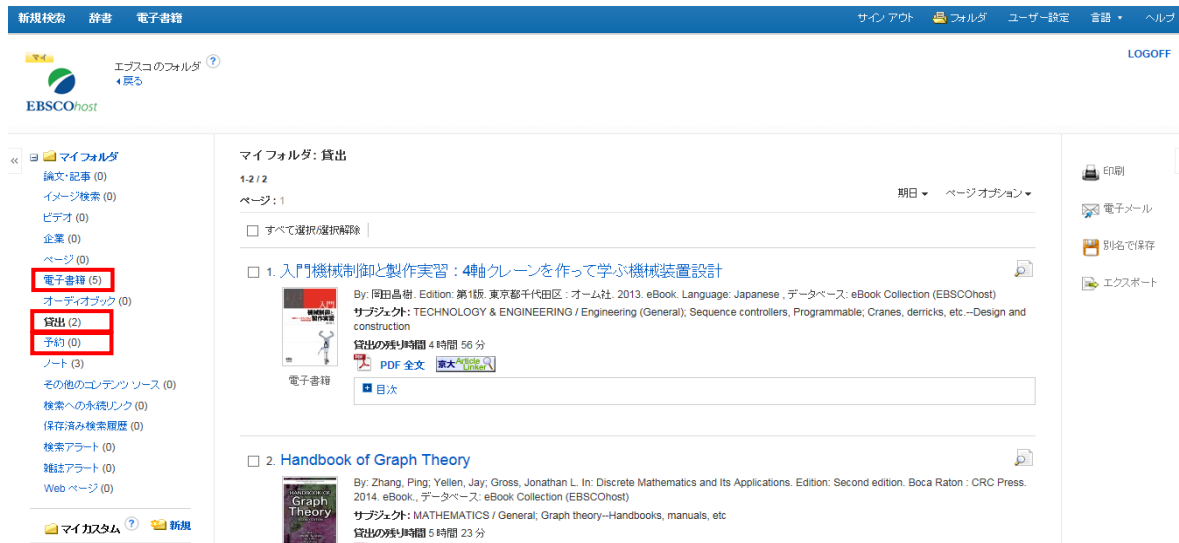 新規検索 辞書 電子書籍 サイン アウト フォルダ ユーザー設定 言語 ヘルプ
マイ
エブスコのフォルダ ?
戻る
EBSCOhost
LOGOFF
マイフォルダ
論文・記事 (0)
イメージ検索 (0)
ビデオ (0)
企業 (0)
ページ (0)
電子書籍 (5)
オーディオブック (0)
貸出 (2)
予約 (0)
ノート (3)
その他のコンテンツ ソース (0)
検索への永続リンク (0)
保存済み検索履歴 (0)
検索アラート (0)
雑誌アラート (0)
Web ページ (0)
マイ カスタム ? 新規
マイフォルダ: 貸出
1-2 / 2
ページ: 1
期日 ページ オプション
すべて選択/選択解除
1. 入門機械制御と製作実習:4軸クレーンを作って学ぶ機械装置設計
By: 岡田昌樹. Edition: 第1版. 東京都千代田区 : オーム社. 2013. eBook. Language: Japanese , データベース: eBook Collection (EBSCOhost)
サブジェクト: TECHNOLOGY & ENGINEERING / Engineering (General); Sequence controllers, Programmable; Cranes, derricks, etc.--Design and
construction
貸出の残り時間 4 時間 56 分
PDF 全文 京大 Article Linker
入門
機械制御と
製作実習
電子書籍
目次
2. Handbook of Graph Theory
By: Zhang, Ping; Yellen, Jay; Gross, Jonathan L. In: Discrete Mathematics and Its Applications. Edition: Second edition. Boca Raton : CRC Press.
2014. eBook., データベース: eBook Collection (EBSCOhost)
サブジェクト: MATHEMATICS / General; Graph theory--Handbooks, manuals, etc
貸出の残り時間 5 時間 23 分
HANDBOOK OF
Graph
Theory
印刷
電子メール
別名で保存
エクスポート